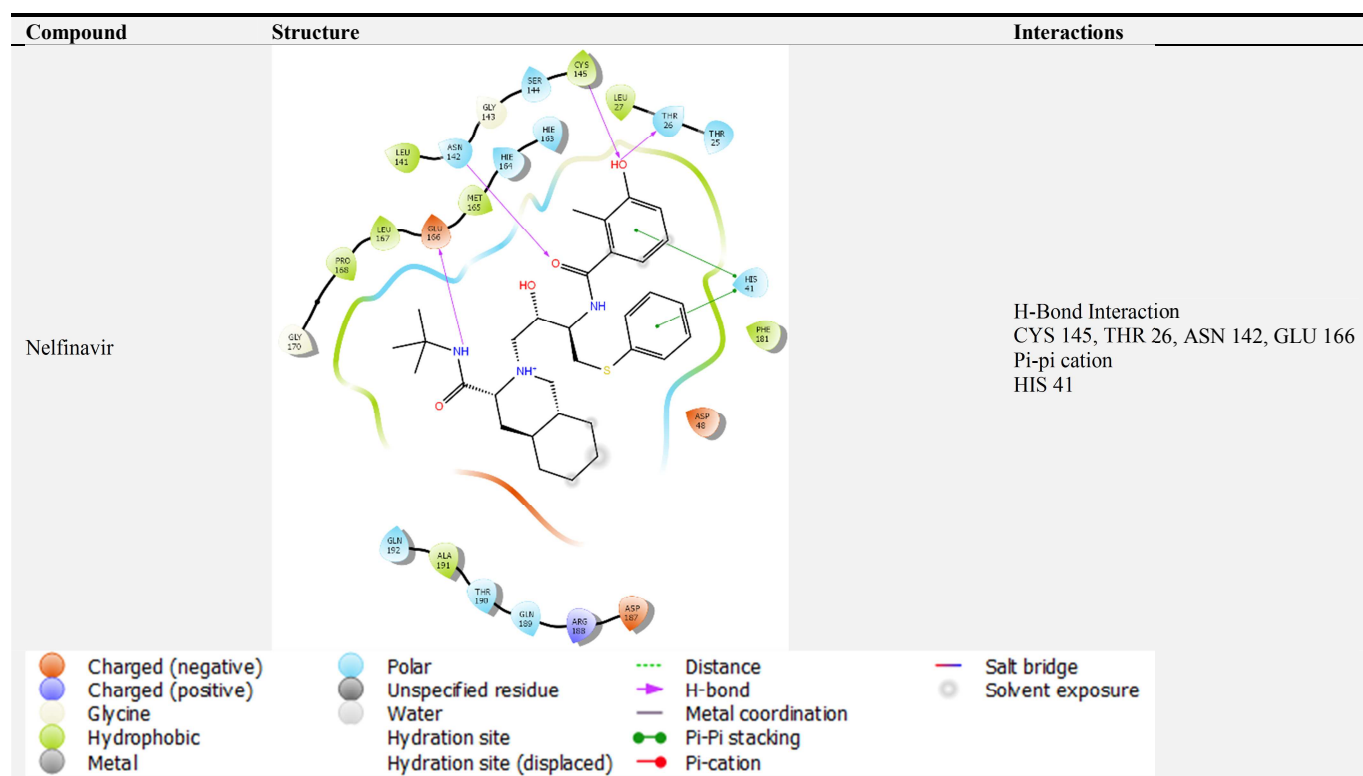 Compound Structure Interactions
Nelfinavir
CYS
145
SER
144
GLY
143
ASN
142
LEU
141
HIE
163
HIE
164
MET
165
GLU
166
LEU
167
PRO
168
GLY
170
LEU
27
THR
26
THR
25
HIS
41
PHE
181
ASP
48
HO
O
HO
NH
S
NH
NH⁺
O
GLN
192
ALA
191
THR
190
GLN
189
ARG
188
ASP
187
H-Bond Interaction
CYS 145, THR 26, ASN 142, GLU 166
Pi-pi cation
HIS 41
Charged (negative)
Charged (positive)
Glycine
Hydrophobic
Metal
Polar
Unspecified residue
Water
Hydration site
Hydration site (displaced)
Distance
H-bond
Metal coordination
Pi-Pi stacking
Pi-cation
Salt bridge
Solvent exposure